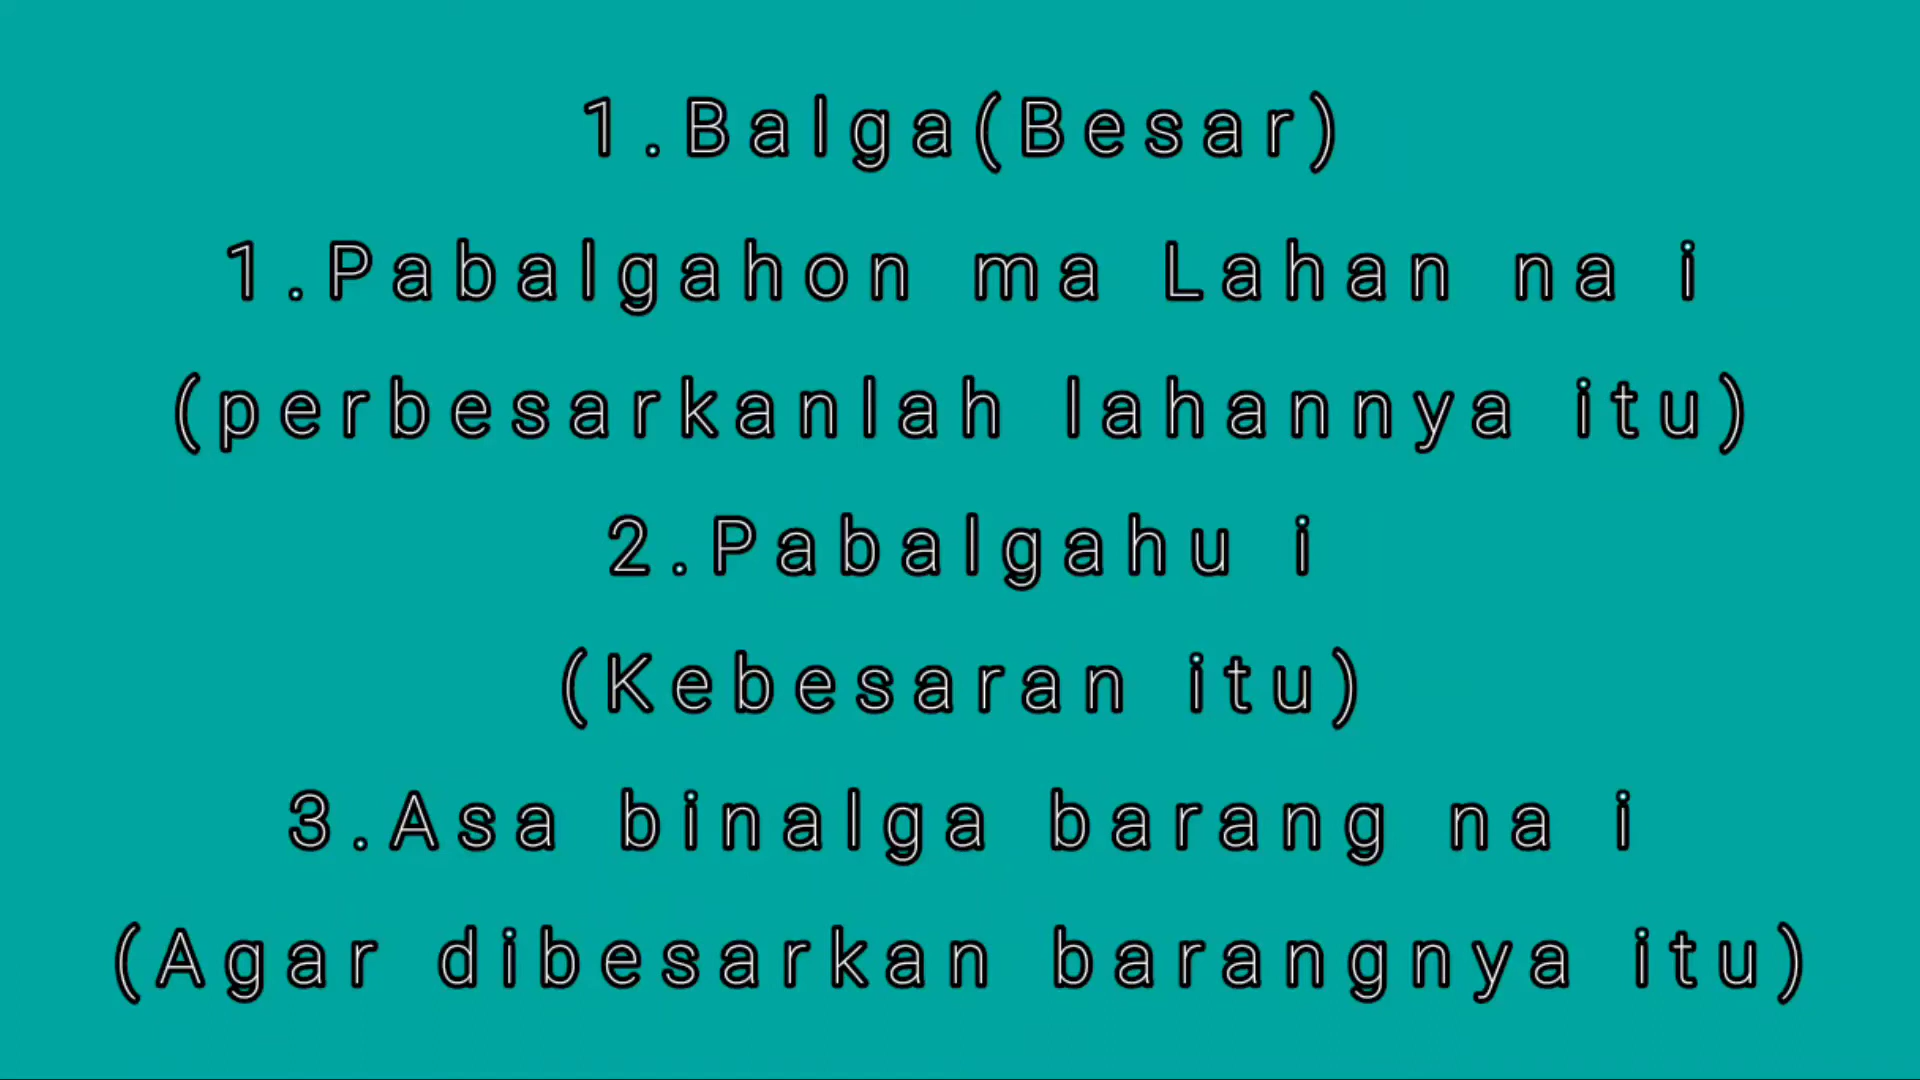 1.Balga(Besar)
1.Pabalgahon ma Lahan na i
(perbesarkanlah lahannya itu)
2.Pabalgahu i
(Kebesaran itu)
3.Asa binalga barang na i
(Agar dibesarkan barangnya itu)